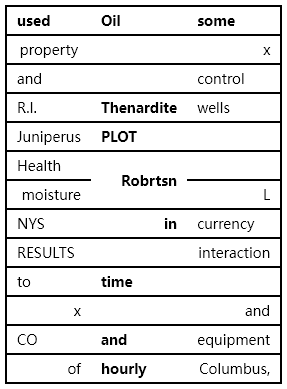 used Oil some
property x
and control
R.I. Thenardite wells
Juniperus PLOT
Health
Robrtsn
moisture L
NYS in currency
RESULTS interaction
to time
x and
CO and equipment
of hourly Columbus,